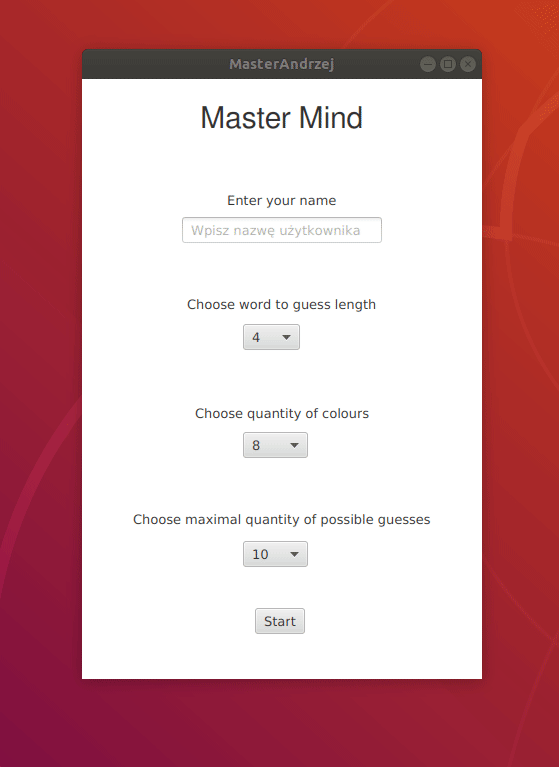 MasterAndrzej
Master Mind
Enter your name
Wpisz nazwę użytkownika
Choose word to guess length
4
Choose quantity of colours
8
Choose maximal quantity of possible guesses
10
Start